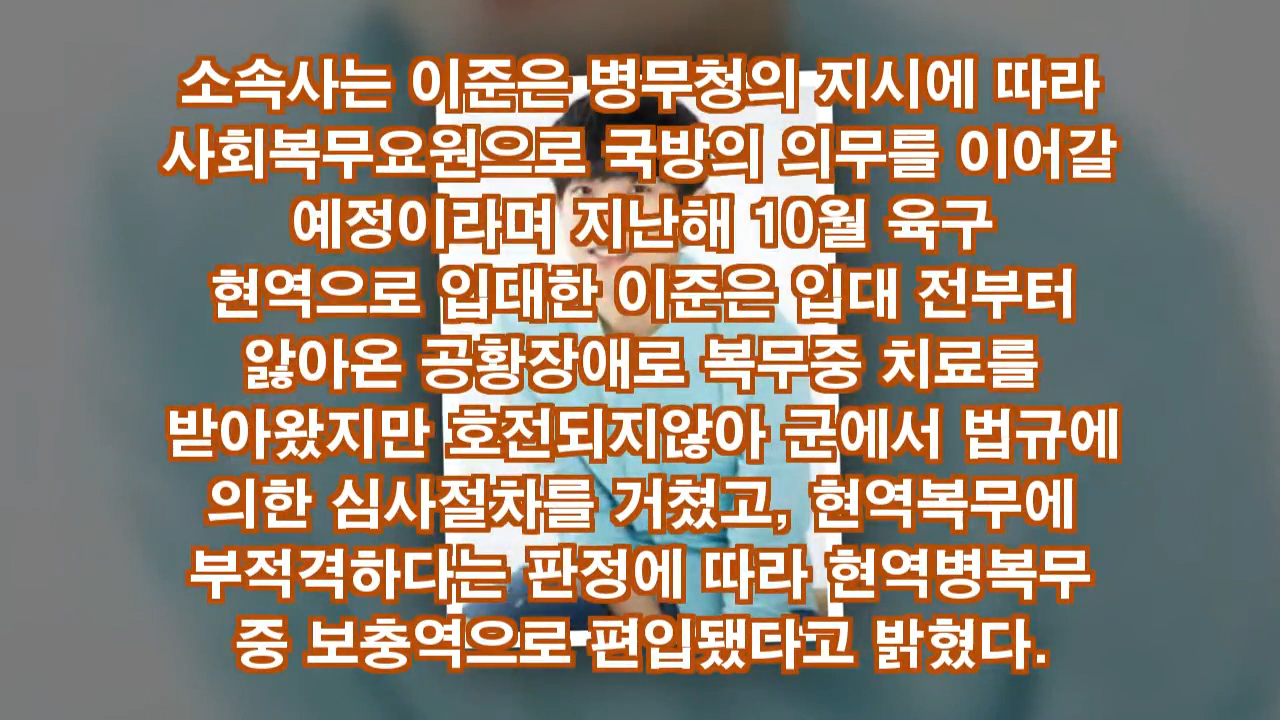 소속사는 이준은 병무청의 지시에 따라
사회복무요원으로 국방의 의무를 이어갈
예정이라며 지난해 10월 육구
현역으로 입대한 이준은 입대 전부터
앓아온 공황장애로 복무중 치료를
받아왔지만 호전되지않아 군에서 법규에
의한 심사절차를 거쳤고, 현역복무에
부적격하다는 판정에 따라 현역병복무
중 보충역으로 편입됐다고 밝혔다.